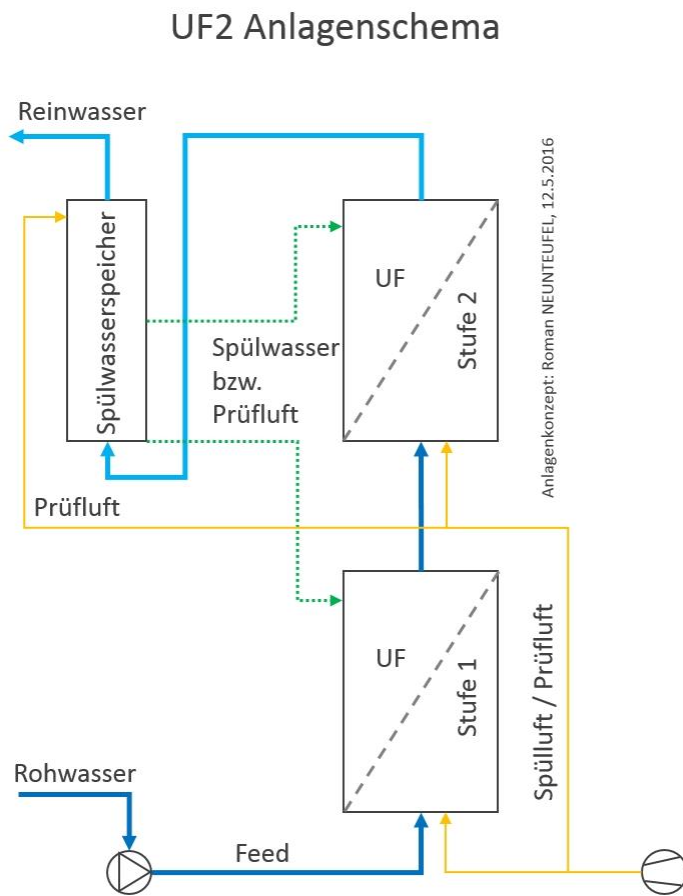 UF2 Anlagenschema
Reinwasser
Spülwasserspeicher
UF
Stufe 2
Spülwasser
bzw.
Prüfluft
Anlagenkonzept: Roman NEUNTEUFEL, 12.5.2016
Prüfluft
UF
Stufe 1
Spülluft / Prüfluft
Rohwasser
Feed